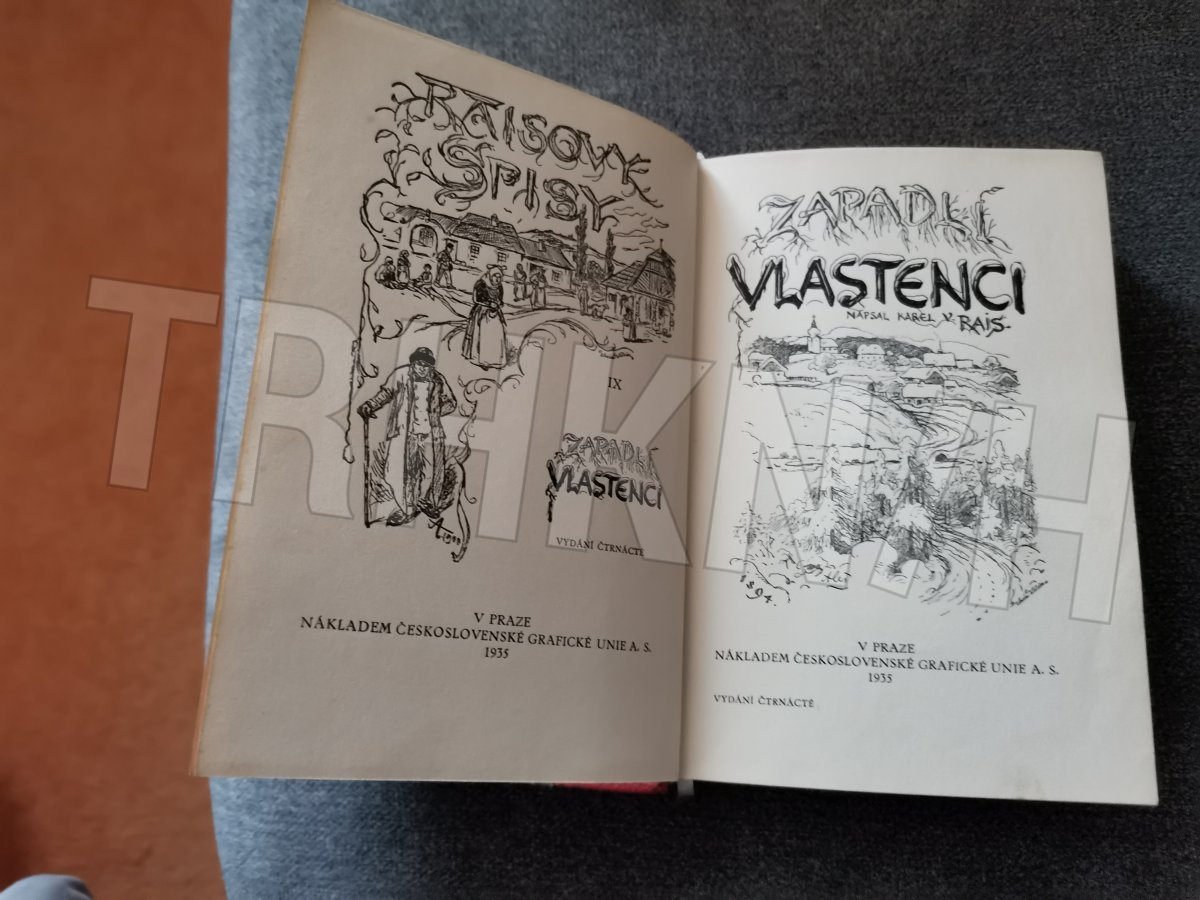 RAISOVY
SPISY
IX
ZAPADLÍ
VLASTENCI
VYDÁNÍ ČTRNÁCTÉ
V PRAZE
NÁKLADEM ČESKOSLOVENSKÉ GRAFICKÉ UNIE A. S.
1935
ZAPADLÍ
VLASTENCI
NAPSAL KAREL V. RAIS
1894.
V PRAZE
NÁKLADEM ČESKOSLOVENSKÉ GRAFICKÉ UNIE A. S.
1935
VYDÁNÍ ČTRNÁCTÉ
TRHKNIH